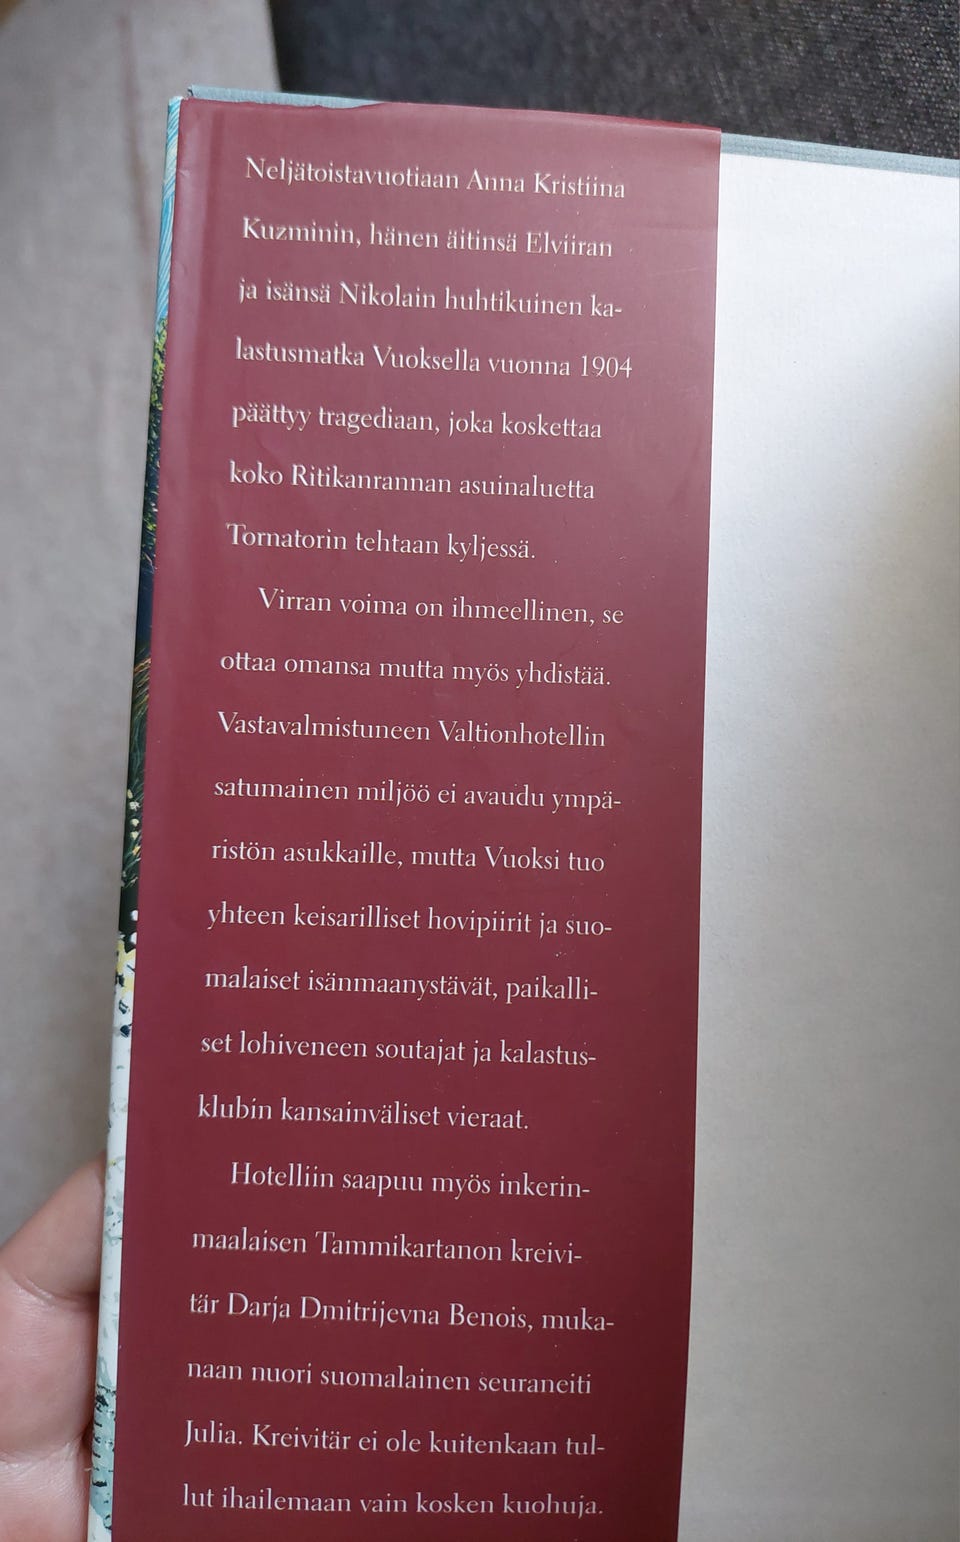 Neljätoistavuotiaan Anna Kristiina
Kuzminin, hänen äitinsä Elviiran
ja isänsä Nikolain huhtikuinen ka-
lastusmatka Vuoksella vuonna 1904
päättyy tragediaan, joka koskettaa
koko Ritikanrannan asuinaluetta
Tornatorin tehtaan kyljessä.
Virran voima on ihmeellinen, se
ottaa omansa mutta myös yhdistää.
Vastavalmistuneen Valtionhotellin
satumainen miljöö ei avaudu ympä-
ristön asukkaille, mutta Vuoksi tuo
yhteen keisarilliset hovipiirit ja suo-
malaiset isänmaanystävät, paikalli-
set lohiveneen soutajat ja kalastus-
klubin kansainväliset vieraat.
Hotelliin saapuu myös inkerin-
maalaisen Tammikartanon kreivi-
tär Darja Dmitrijevna Benois, muka-
naan nuori suomalainen seuraneiti
Julia. Kreivitär ei ole kuitenkaan tul-
lut ihailemaan vain kosken kuohuja.